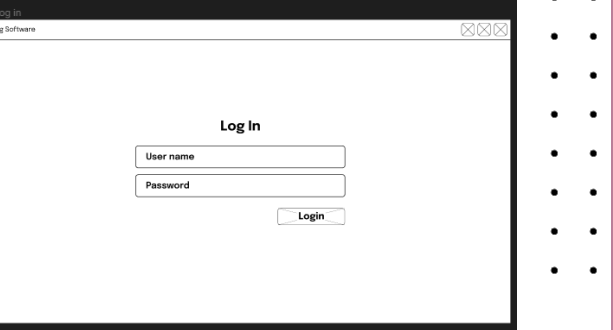 og in
g Software
Log In
User name
Password
Login